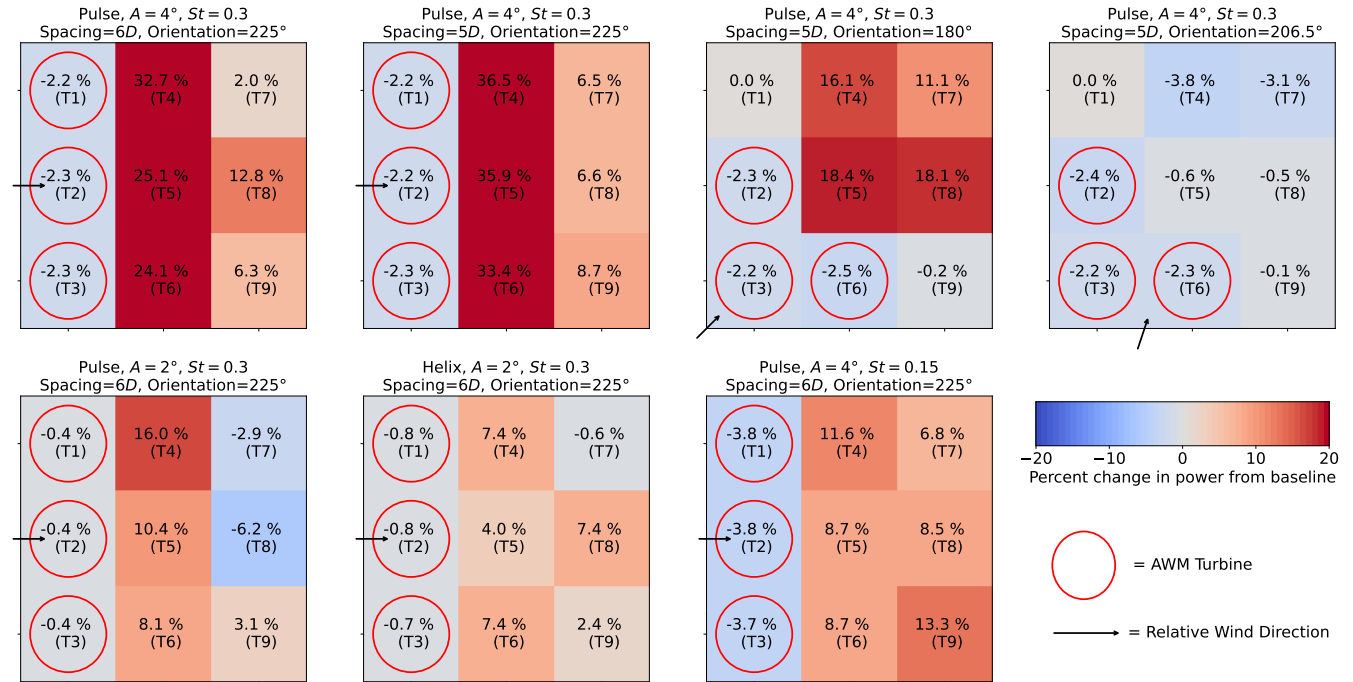 Pulse, A = 4°, St = 0.3
Spacing=6D, Orientation=225°
-2.2 %
(T1)
32.7 %
(T4)
2.0 %
(T7)
-2.3 %
(T2)
25.1 %
(T5)
12.8 %
(T8)
-2.3 %
(T3)
24.1 %
(T6)
6.3 %
(T9)
Pulse, A = 4°, St = 0.3
Spacing=5D, Orientation=225°
-2.2 %
(T1)
36.5 %
(T4)
6.5 %
(T7)
-2.2 %
(T2)
35.9 %
(T5)
6.6 %
(T8)
-2.3 %
(T3)
33.4 %
(T6)
8.7 %
(T9)
Pulse, A = 4°, St = 0.3
Spacing=5D, Orientation=180°
0.0 %
(T1)
16.1 %
(T4)
11.1 %
(T7)
-2.3 %
(T2)
18.4 %
(T5)
18.1 %
(T8)
-2.2 %
(T3)
-2.5 %
(T6)
-0.2 %
(T9)
Pulse, A = 4°, St = 0.3
Spacing=5D, Orientation=206.5°
0.0 %
(T1)
-3.8 %
(T4)
-3.1 %
(T7)
-2.4 %
(T2)
-0.6 %
(T5)
-0.5 %
(T8)
-2.2 %
(T3)
-2.3 %
(T6)
-0.1 %
(T9)
Pulse, A = 2°, St = 0.3
Spacing=6D, Orientation=225°
-0.4 %
(T1)
16.0 %
(T4)
-2.9 %
(T7)
-0.4 %
(T2)
10.4 %
(T5)
-6.2 %
(T8)
-0.4 %
(T3)
8.1 %
(T6)
3.1 %
(T9)
Helix, A = 2°, St = 0.3
Spacing=6D, Orientation=225°
-0.8 %
(T1)
7.4 %
(T4)
-0.6 %
(T7)
-0.8 %
(T2)
4.0 %
(T5)
7.4 %
(T8)
-0.7 %
(T3)
7.4 %
(T6)
2.4 %
(T9)
Pulse, A = 4°, St = 0.15
Spacing=6D, Orientation=225°
-3.8 %
(T1)
11.6 %
(T4)
6.8 %
(T7)
-3.8 %
(T2)
8.7 %
(T5)
8.5 %
(T8)
-3.7 %
(T3)
8.7 %
(T6)
13.3 %
(T9)
−20 −10 0 10 20
Percent change in power from baseline
= AWM Turbine
= Relative Wind Direction